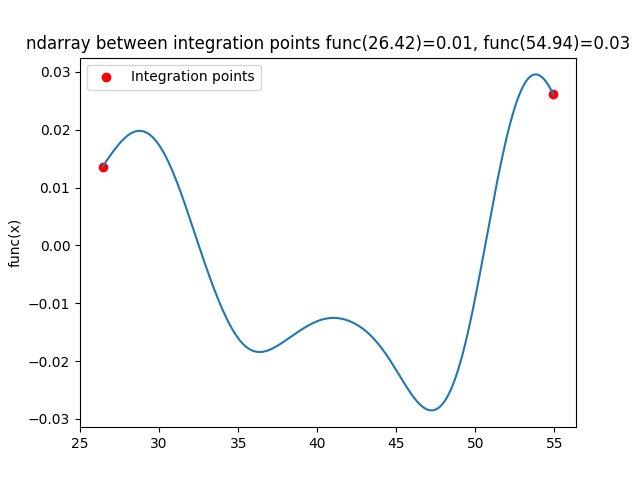 ndarray between integration points func(26.42)=0.01, func(54.94)=0.03
Integration points
func(x)
0.03
0.02
0.01
0.00
−0.01
−0.02
−0.03
25 30 35 40 45 50 55